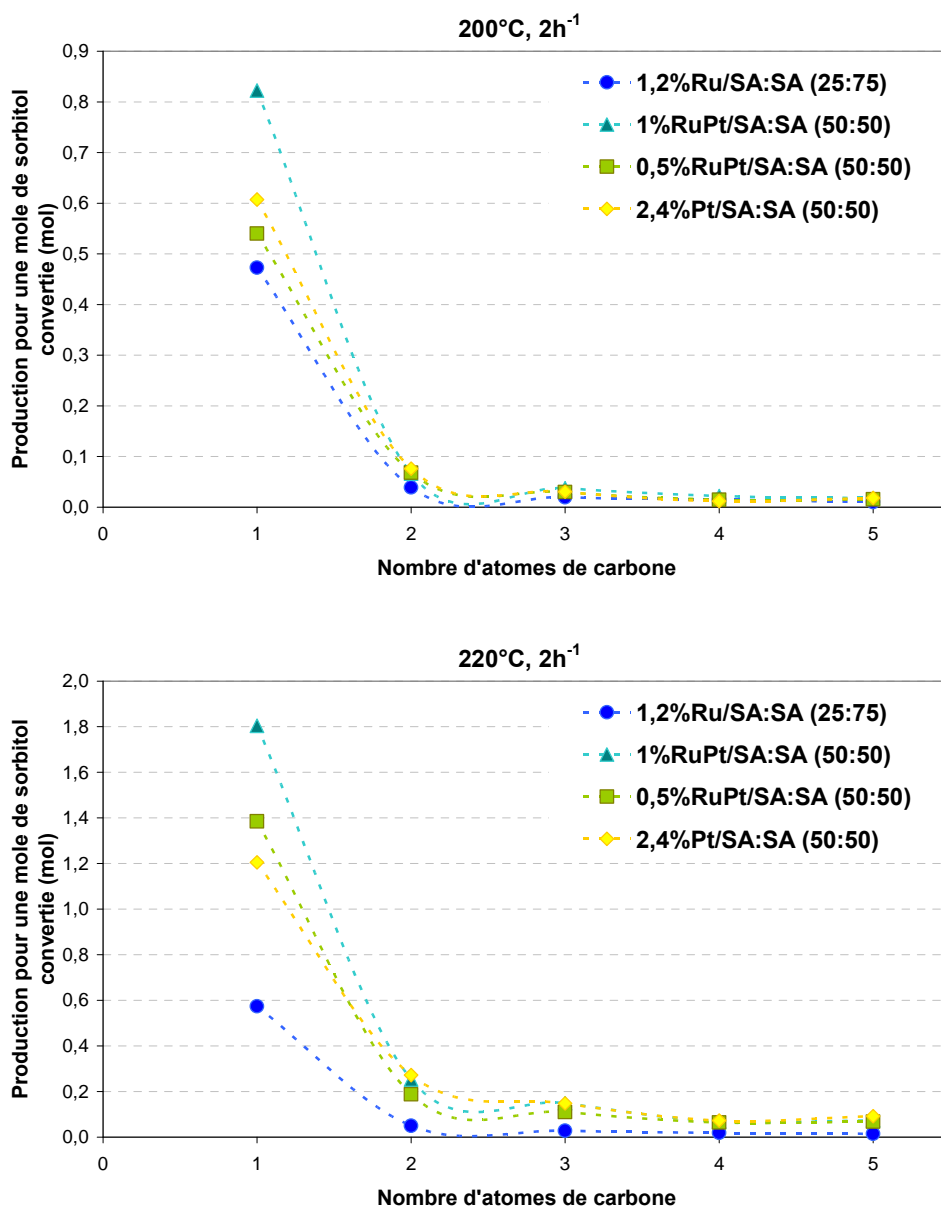 200°C, 2h⁻¹
Production pour une mole de sorbitol
convertie (mol)
0,9
0,8
0,7
0,6
0,5
0,4
0,3
0,2
0,1
0,0
1,2%Ru/SA:SA (25:75)
1%RuPt/SA:SA (50:50)
0,5%RuPt/SA:SA (50:50)
2,4%Pt/SA:SA (50:50)
0 1 2 3 4 5
Nombre d'atomes de carbone
220°C, 2h⁻¹
Production pour une mole de sorbitol
convertie (mol)
2,0
1,8
1,6
1,4
1,2
1,0
0,8
0,6
0,4
0,2
0,0
1,2%Ru/SA:SA (25:75)
1%RuPt/SA:SA (50:50)
0,5%RuPt/SA:SA (50:50)
2,4%Pt/SA:SA (50:50)
0 1 2 3 4 5
Nombre d'atomes de carbone